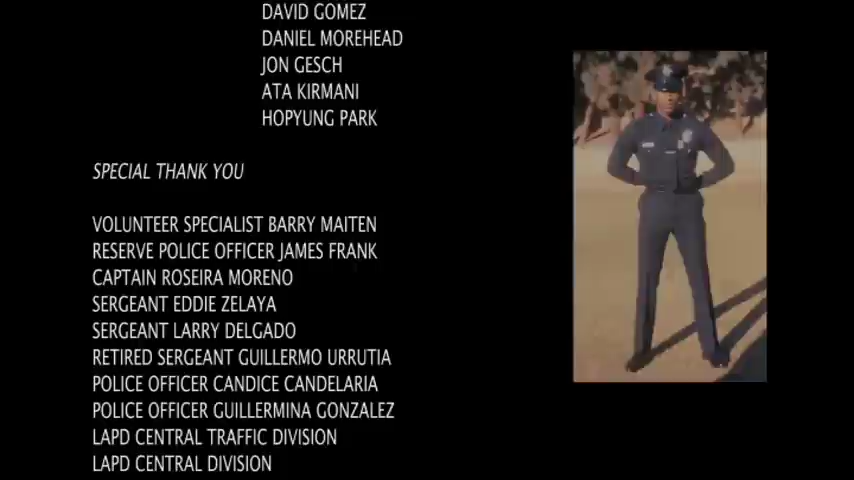 DAVID GOMEZ
DANIEL MOREHEAD
JON GESCH
ATA KIRMANI
HOPYUNG PARK
SPECIAL THANK YOU
VOLUNTEER SPECIALIST BARRY MAITEN
RESERVE POLICE OFFICER JAMES FRANK
CAPTAIN ROSEIRA MORENO
SERGEANT EDDIE ZELAYA
SERGEANT LARRY DELGADO
RETIRED SERGEANT GUILLERMO URRUTIA
POLICE OFFICER CANDICE CANDELARIA
POLICE OFFICER GUILLERMINA GONZALEZ
LAPD CENTRAL TRAFFIC DIVISION
LAPD CENTRAL DIVISION